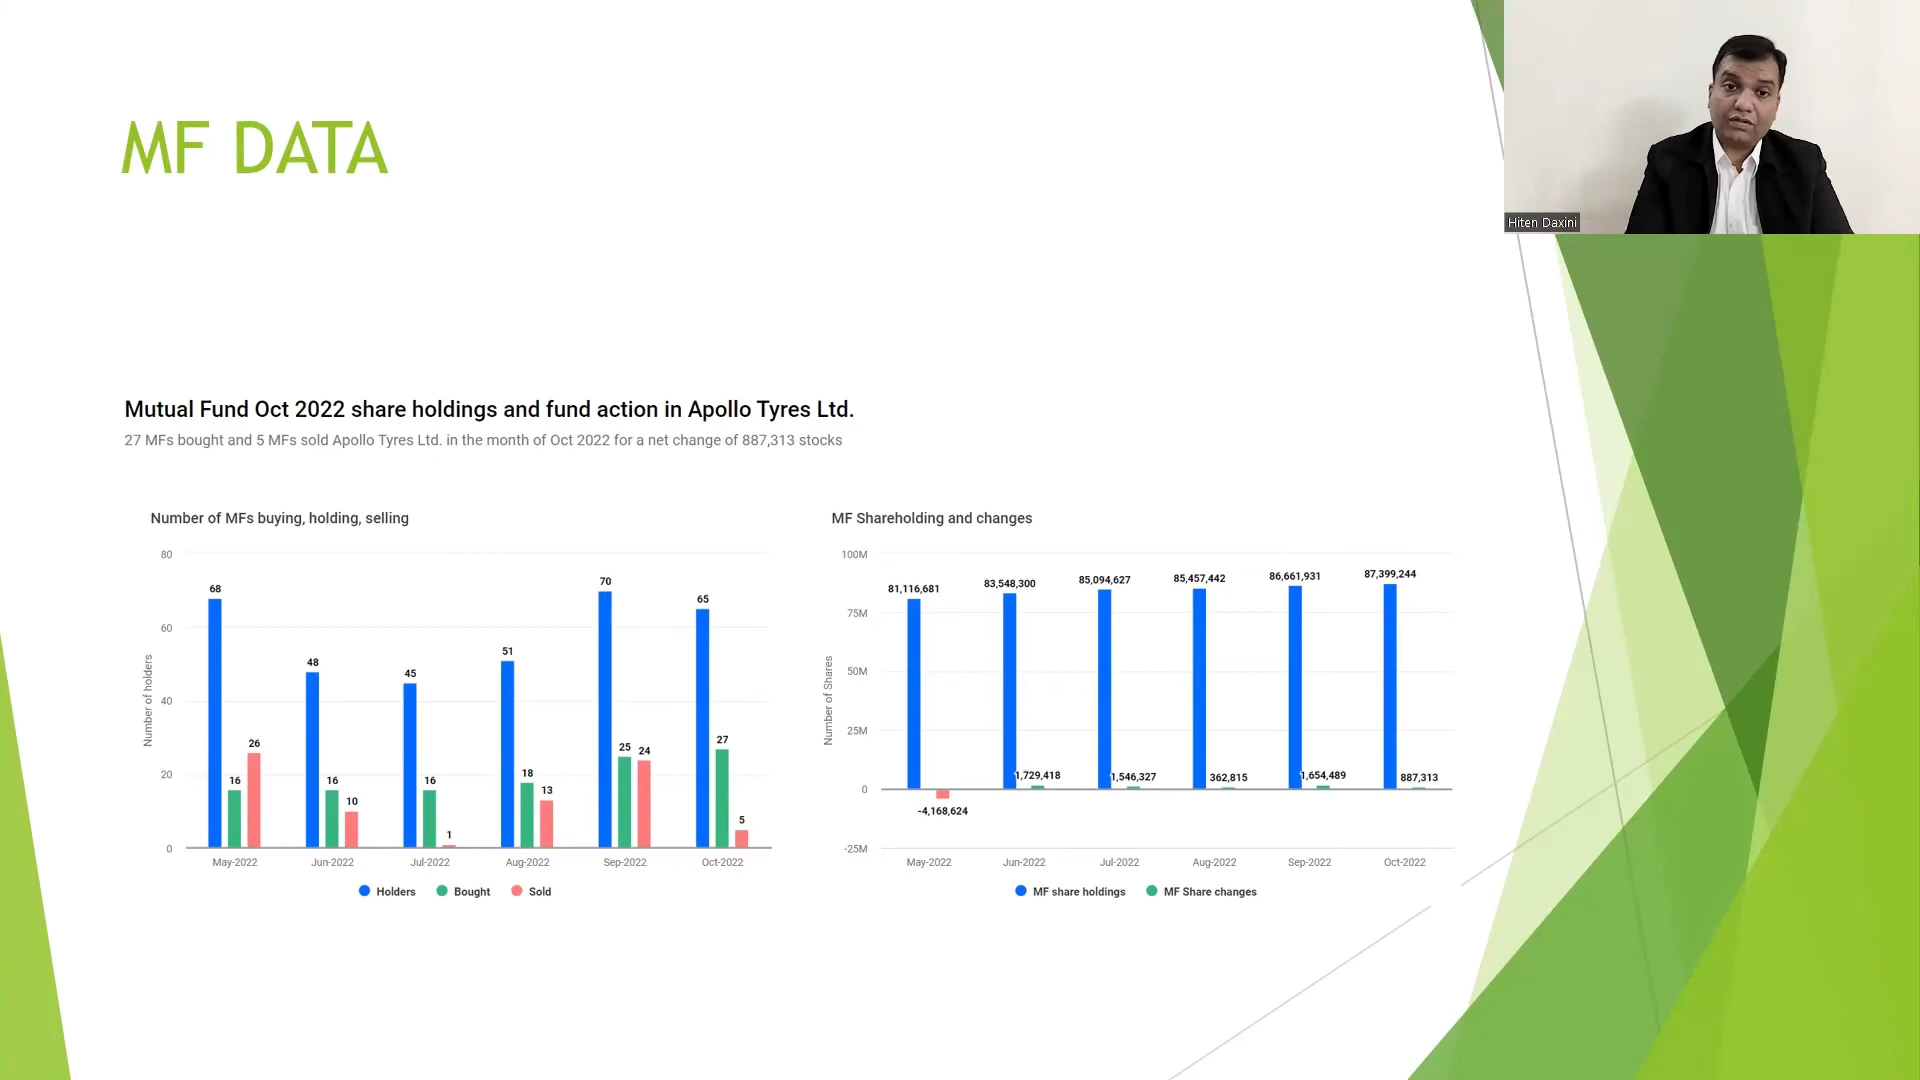 MF DATA
Hiten Daxini
Mutual Fund Oct 2022 share holdings and fund action in Apollo Tyres Ltd.
27 MFs bought and 5 MFs sold Apollo Tyres Ltd. in the month of Oct 2022 for a net change of 887,313 stocks
Number of MFs buying, holding, selling
80
60
40
20
0
Number of holders
68 16 26
48 16 10
45 16 1
51 18 13
70 25 24
65 27 5
May-2022 Jun-2022 Jul-2022 Aug-2022 Sep-2022 Oct-2022
Holders Bought Sold
MF Shareholding and changes
100M
75M
50M
25M
0
-25M
Number of Shares
81,116,681 83,548,300 85,094,627 85,457,442 86,661,931 87,399,244
-4,168,624 1,729,418 1,546,327 362,815 1,654,489 887,313
May-2022 Jun-2022 Jul-2022 Aug-2022 Sep-2022 Oct-2022
MF share holdings MF Share changes